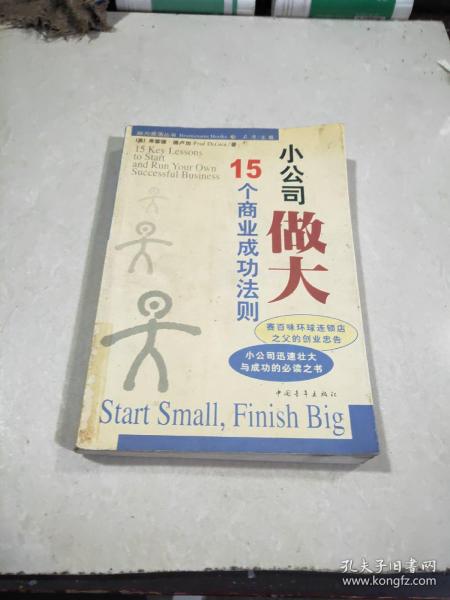 Businessmen Books
(美) 弗雷德·德卢加(Fred DeLuca)著
15 Key Lessons
to Start
and Run Your Own
Successful Business
小公司
做大
15
个商业成功法则
赛百味环球连锁店
之父的创业忠告
小公司迅速壮大
与成功的必读之书
中国青年出版社
Start Small, Finish Big
孔夫子旧书网
www.kongfz.com